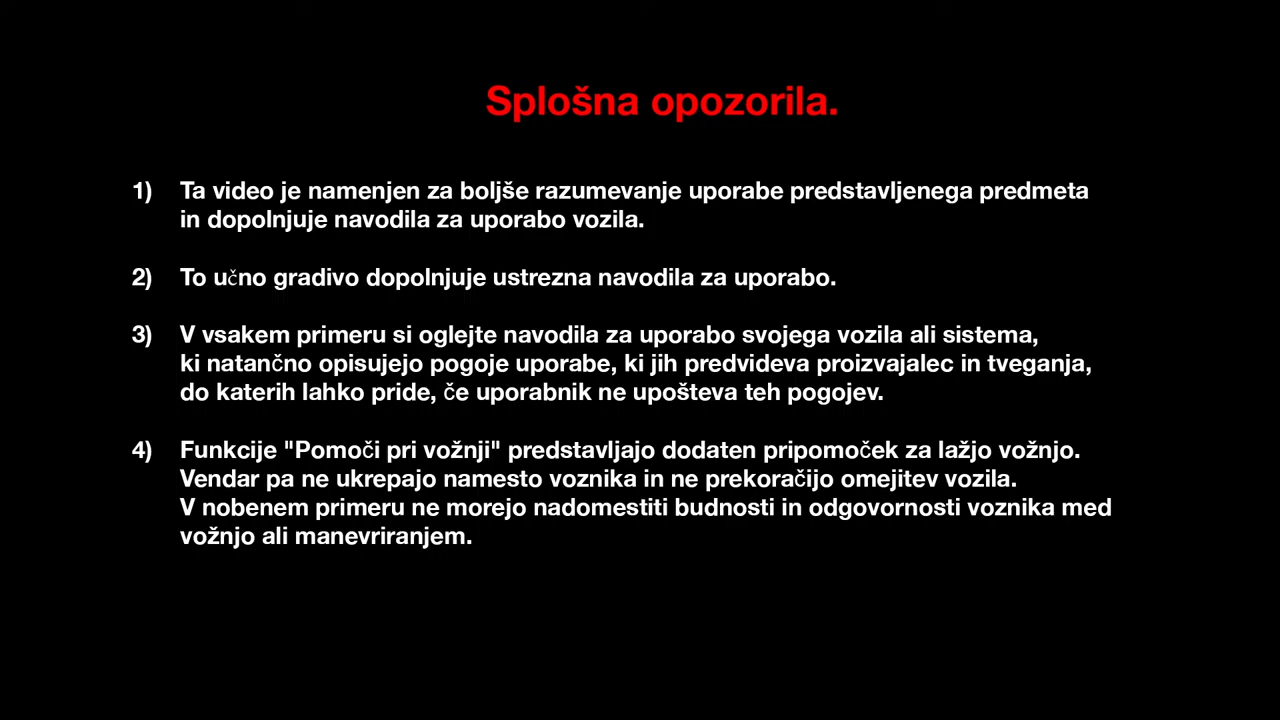 Splošna opozorila.
1) Ta video je namenjen za boljše razumevanje uporabe predstavljenega predmeta
in dopolnjuje navodila za uporabo vozila.
2) To učno gradivo dopolnjuje ustrezna navodila za uporabo.
3) V vsakem primeru si oglejte navodila za uporabo svojega vozila ali sistema,
ki natančno opisujejo pogoje uporabe, ki jih predvideva proizvajalec in tveganja,
do katerih lahko pride, če uporabnik ne upošteva teh pogojev.
4) Funkcije "Pomoči pri vožnji" predstavljajo dodaten pripomoček za lažjo vožnjo.
Vendar pa ne ukrepajo namesto voznika in ne prekoračijo omejitev vozila.
V nobenem primeru ne morejo nadomestiti budnosti in odgovornosti voznika med
vožnjo ali manevriranjem.